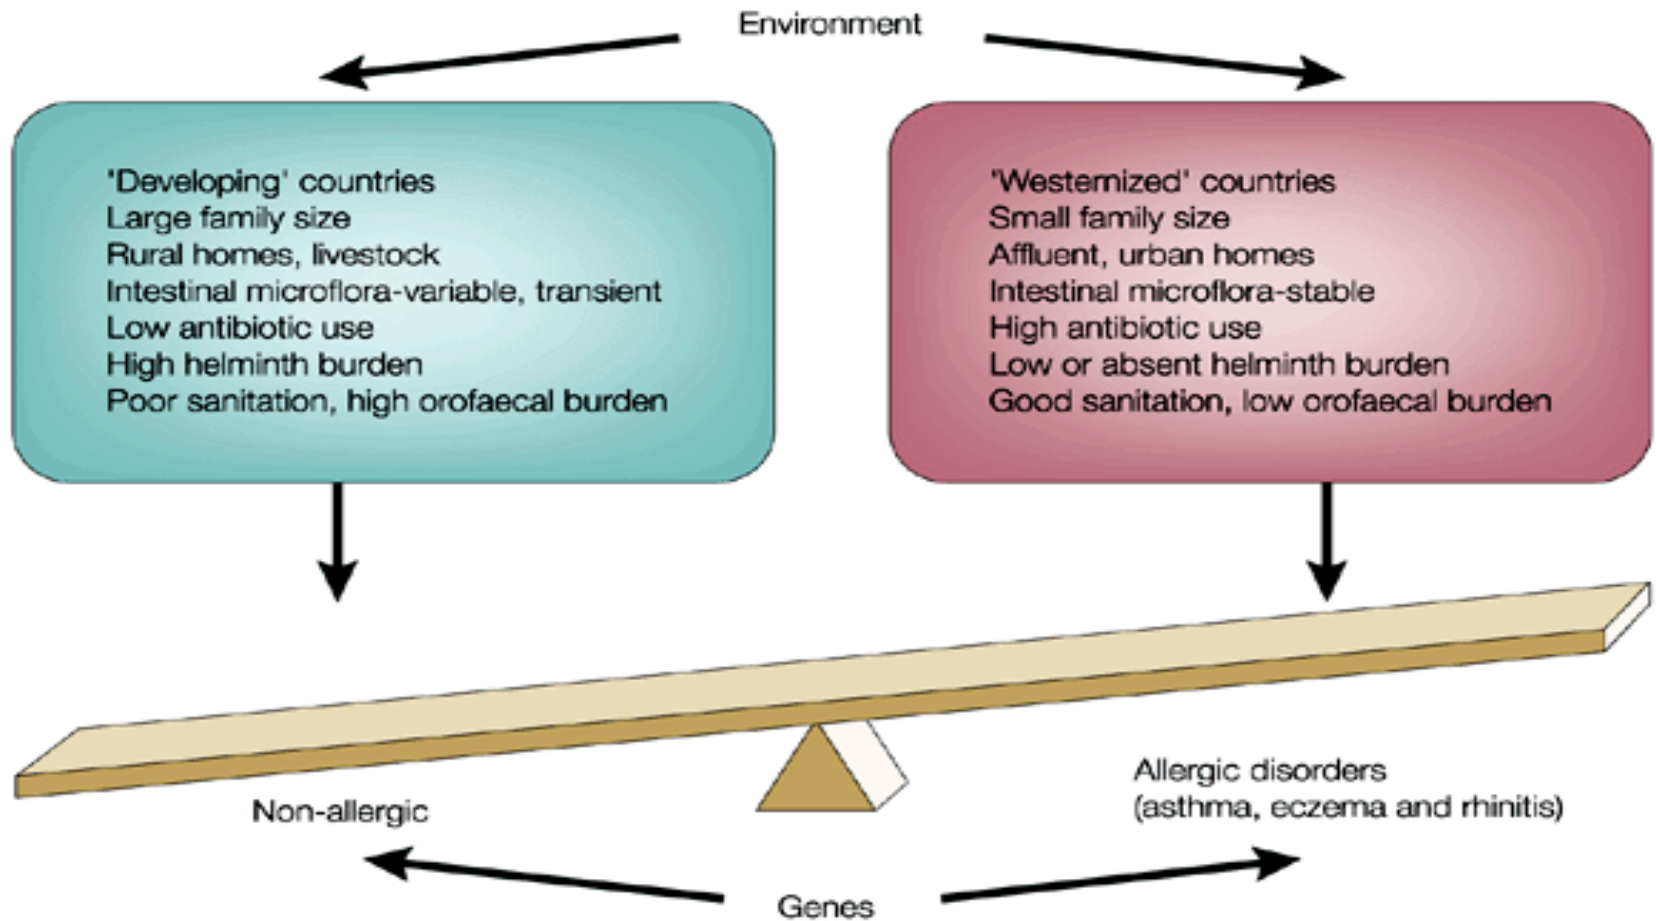 Environment
'Developing' countries
Large family size
Rural homes, livestock
Intestinal microflora-variable, transient
Low antibiotic use
High helminth burden
Poor sanitation, high orofaecal burden
'Westernized' countries
Small family size
Affluent, urban homes
Intestinal microflora-stable
High antibiotic use
Low or absent helminth burden
Good sanitation, low orofaecal burden
Non-allergic
Allergic disorders
(asthma, eczema and rhinitis)
Genes